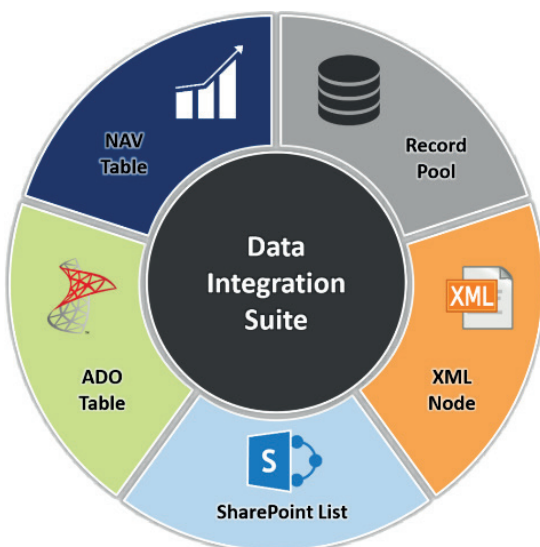 NAV
Table
Record
Pool
Data
Integration
Suite
XML
ADO
Table
XML
Node
S
SharePoint List